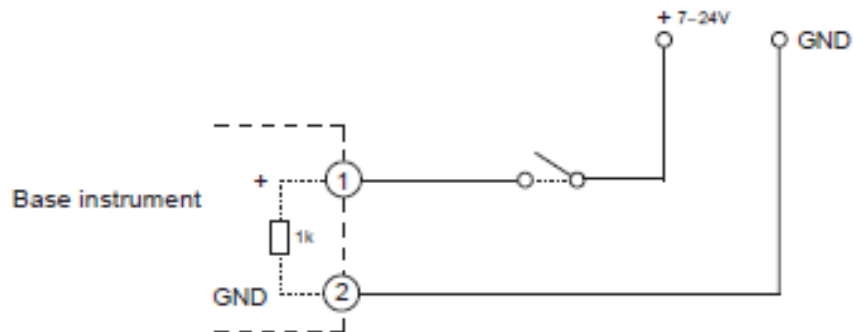 + 7-24V
GND
+
1
Base instrument
1k
GND
2